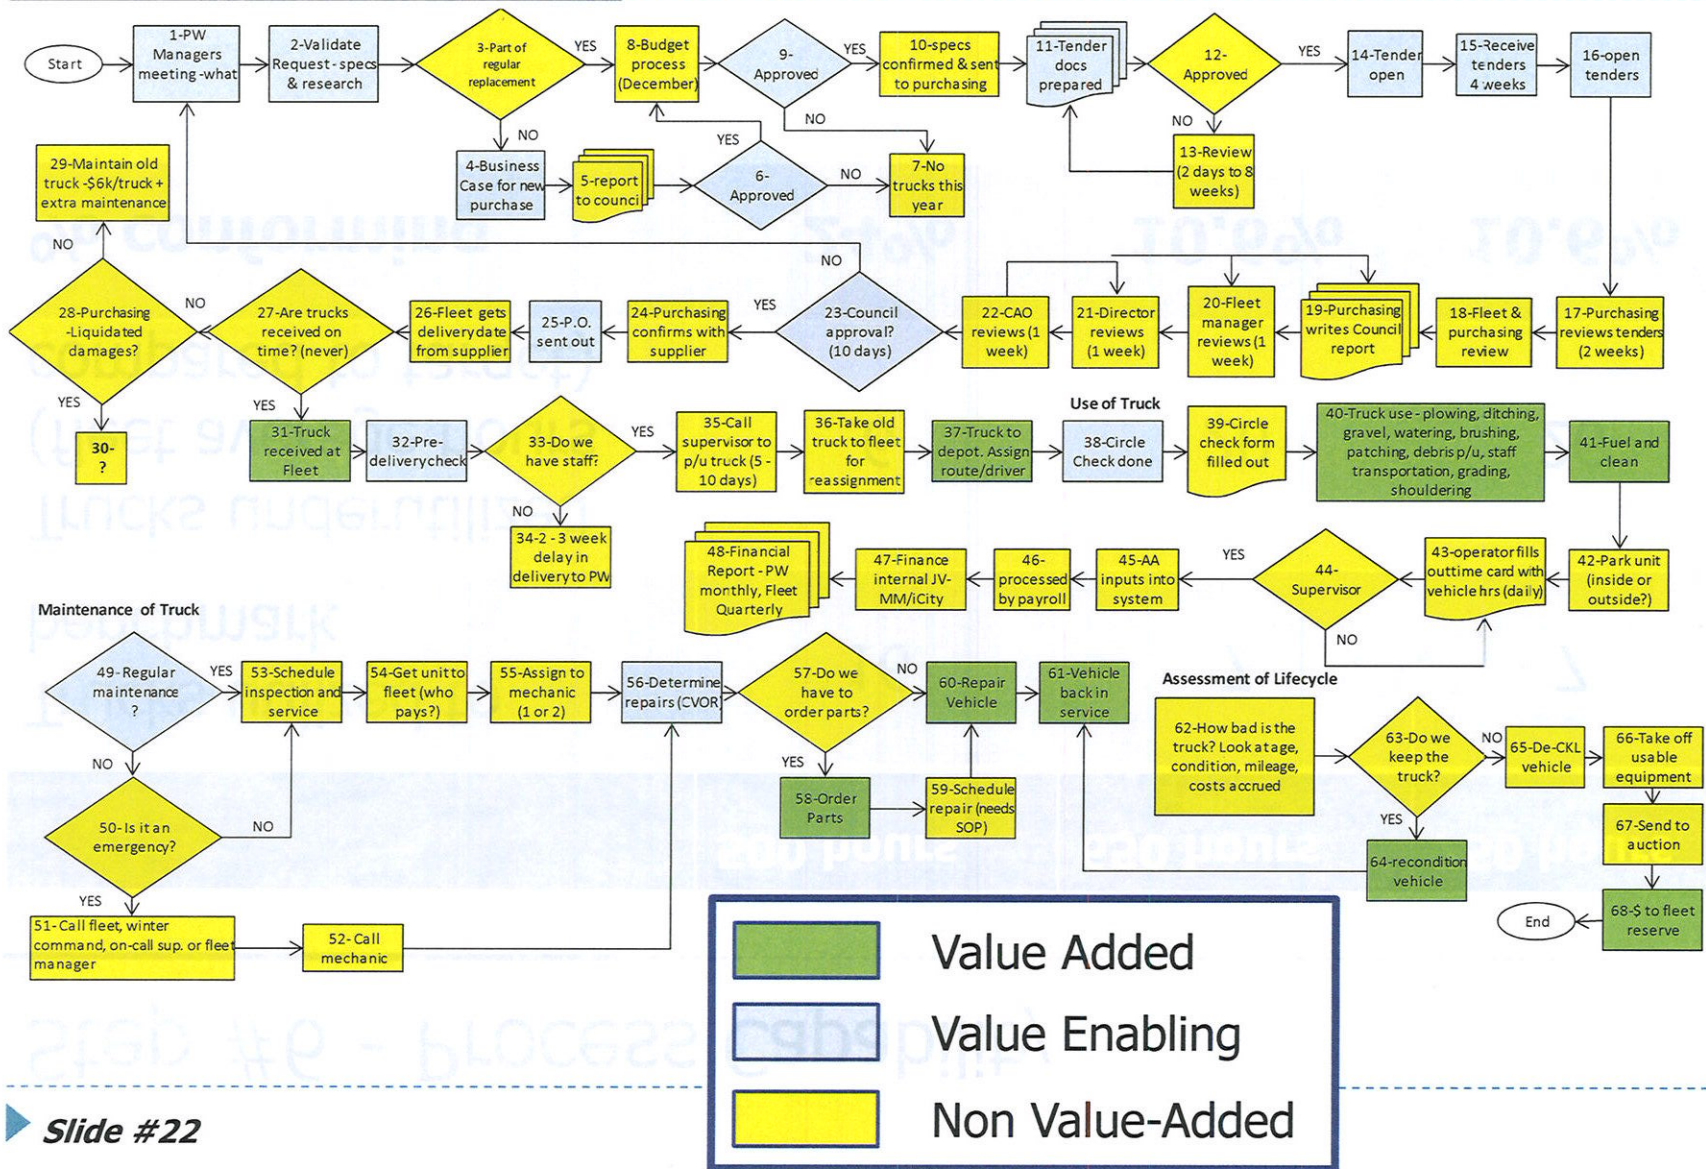 Start
1-PW
Managers
meeting -what
2-Validate
Request - specs
& research
3-Part of
regular
replacement
YES
8-Budget
process
(December)
9-
Approved
YES
10-specs
confirmed & sent
to purchasing
11-Tender
docs
prepared
12-
Approved
YES
14-Tender
open
15-Receive
tenders
4 weeks
16-open
tenders
NO
4-Business
Case for new
purchase
5-report
to council
6-
Approved
YES
NO
NO
7-No
trucks this
year
NO
13-Review
(2 days to 8
weeks)
29-Maintain old
truck -$6k/truck +
extra maintenance
NO
28-Purchasing
-Liquidated
damages?
NO
27-Are trucks
received on
time? (never)
26-Fleet gets
delivery date
from supplier
25-P.O.
sent out
24-Purchasing
confirms with
supplier
YES
NO
23-Council
approval?
(10 days)
22-CAO
reviews (1
week)
21-Director
reviews
(1 week)
20-Fleet
manager
reviews (1
week)
19-Purchasing
writes Council
report
18-Fleet &
purchasing
review
17-Purchasing
reviews tenders
(2 weeks)
YES
30-
?
YES
31-Truck
received at
Fleet
32-Pre-
delivery check
33-Do we
have staff?
YES
NO
34-2 - 3 week
delay in
delivery to PW
35-Call
supervisor to
p/u truck (5 -
10 days)
36-Take old
truck to fleet
for
reassignment
37-Truck to
depot. Assign
route/driver
Use of Truck
38-Circle
Check done
39-Circle
check form
filled out
40-Truck use - plowing, ditching,
gravel, watering, brushing,
patching, debris p/u, staff
transportation, grading,
shouldering
41-Fuel and
clean
48-Financial
Report - PW
monthly, Fleet
Quarterly
47-Finance
internal JV-
MM/iCity
46-
processed
by payroll
45-AA
inputs into
system
YES
44-
Supervisor
NO
43-operator fills
out time card with
vehicle hrs (daily)
42-Park unit
(inside or
outside?)
Maintenance of Truck
49-Regular
maintenance
?
YES
53-Schedule
inspection and
service
54-Get unit to
fleet (who
pays?)
55-Assign to
mechanic
(1 or 2)
56-Determine
repairs (CVOR)
57-Do we
have to
order parts?
NO
60-Repair
Vehicle
61-Vehicle
back in
service
NO
50-Is it an
emergency?
NO
YES
51-Call fleet, winter
command, on-call sup. or fleet
manager
52-Call
mechanic
YES
58-Order
Parts
59-Schedule
repair (needs
SOP)
Assessment of Lifecycle
62-How bad is the
truck? Look at age,
condition, mileage,
costs accrued
63-Do we
keep the
truck?
NO
65-De-CKL
vehicle
66-Take off
usable
equipment
YES
64-recondition
vehicle
67-Send to
auction
68-$ to fleet
reserve
End
Value Added
Value Enabling
Non Value-Added
Slide #22